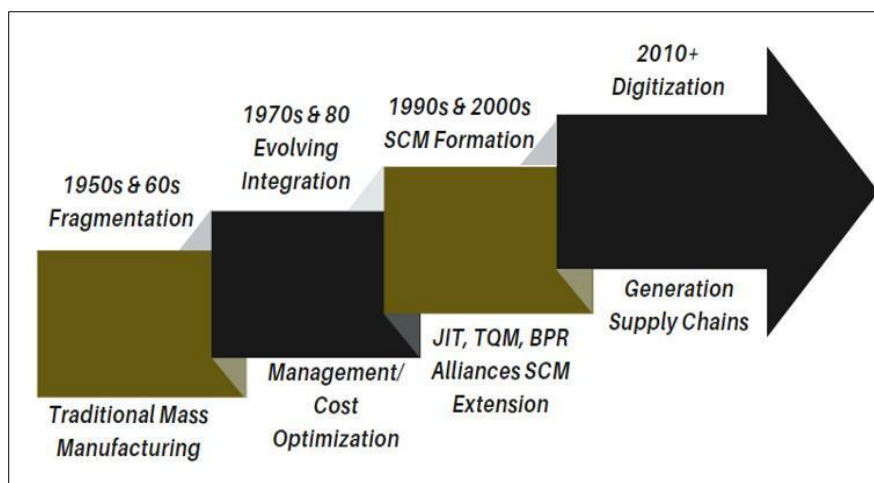 1950s & 60s
Fragmentation
Traditional Mass
Manufacturing
1970s & 80
Evolving
Integration
Management/
Cost
Optimization
1990s & 2000s
SCM Formation
JIT, TQM, BPR
Alliances SCM
Extension
2010+
Digitization
Generation
Supply Chains